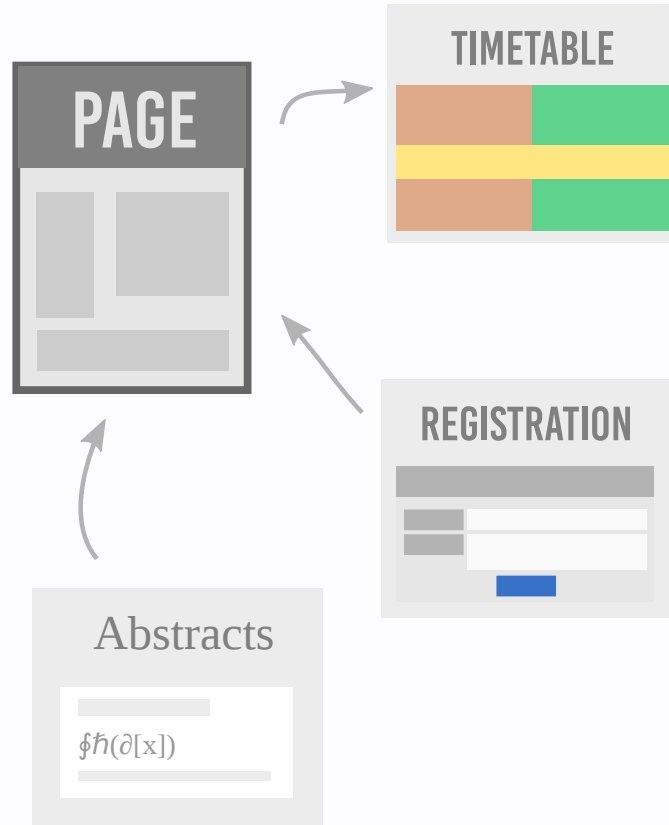 PAGE
TIMETABLE
REGISTRATION
Abstracts
∮ℏ(∂[x])